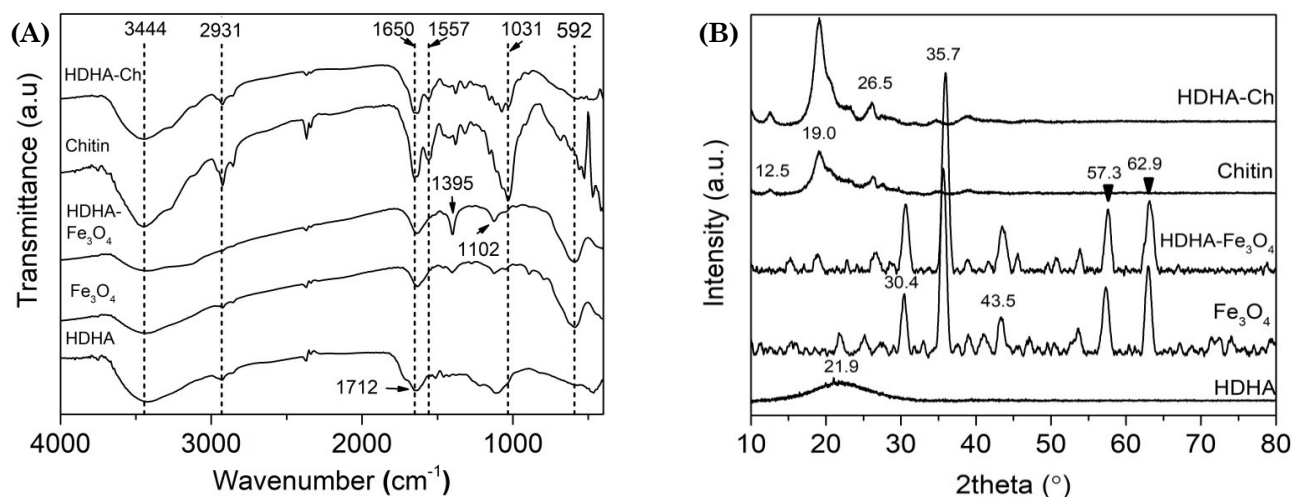 (A)
3444
2931
1650
1557
1031
592
HDHA-Ch
Chitin
1395
HDHA-
Fe₃O₄
1102
Fe₃O₄
HDHA
1712
Transmittance (a.u)
4000
3000
2000
1000
Wavenumber (cm⁻¹)
(B)
35.7
26.5
HDHA-Ch
19.0
12.5
Chitin
57.3
62.9
HDHA-Fe₃O₄
30.4
43.5
Fe₃O₄
21.9
HDHA
Intensity (a.u.)
10
20
30
40
50
60
70
80
2theta (°)